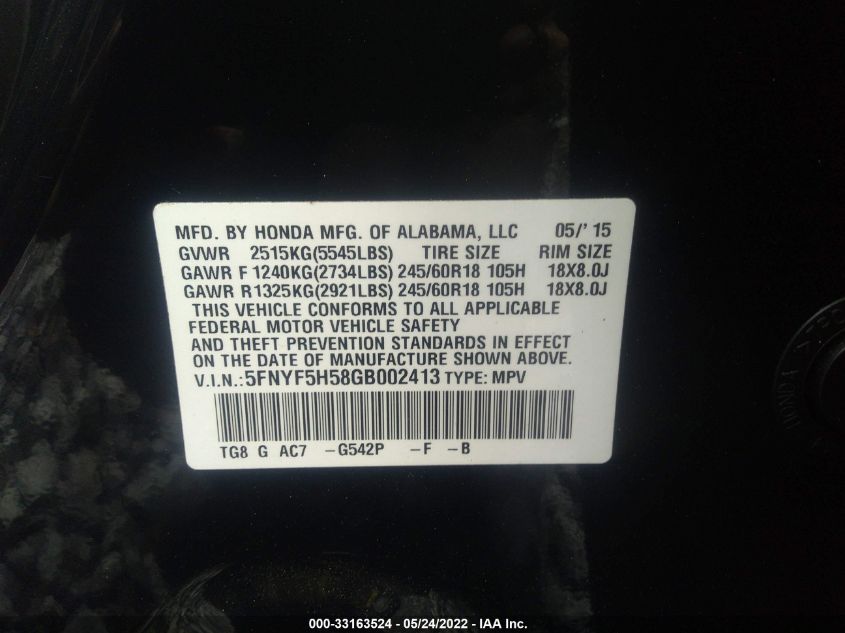 MFD. BY HONDA MFG. OF ALABAMA, LLC 05/'15
GVWR 2515KG(5545LBS) TIRE SIZE RIM SIZE
GAWR F 1240KG(2734LBS) 245/60R18 105H 18X8.0J
GAWR R1325KG(2921LBS) 245/60R18 105H 18X8.0J
THIS VEHICLE CONFORMS TO ALL APPLICABLE
FEDERAL MOTOR VEHICLE SAFETY
AND THEFT PREVENTION STANDARDS IN EFFECT
ON THE DATE OF MANUFACTURE SHOWN ABOVE.
V.I.N.:5FNYF5H58GB002413 TYPE: MPV
TG8 G AC7 -G542P -F -B
HONDA
000-33163524 - 05/24/2022 - IAA Inc.